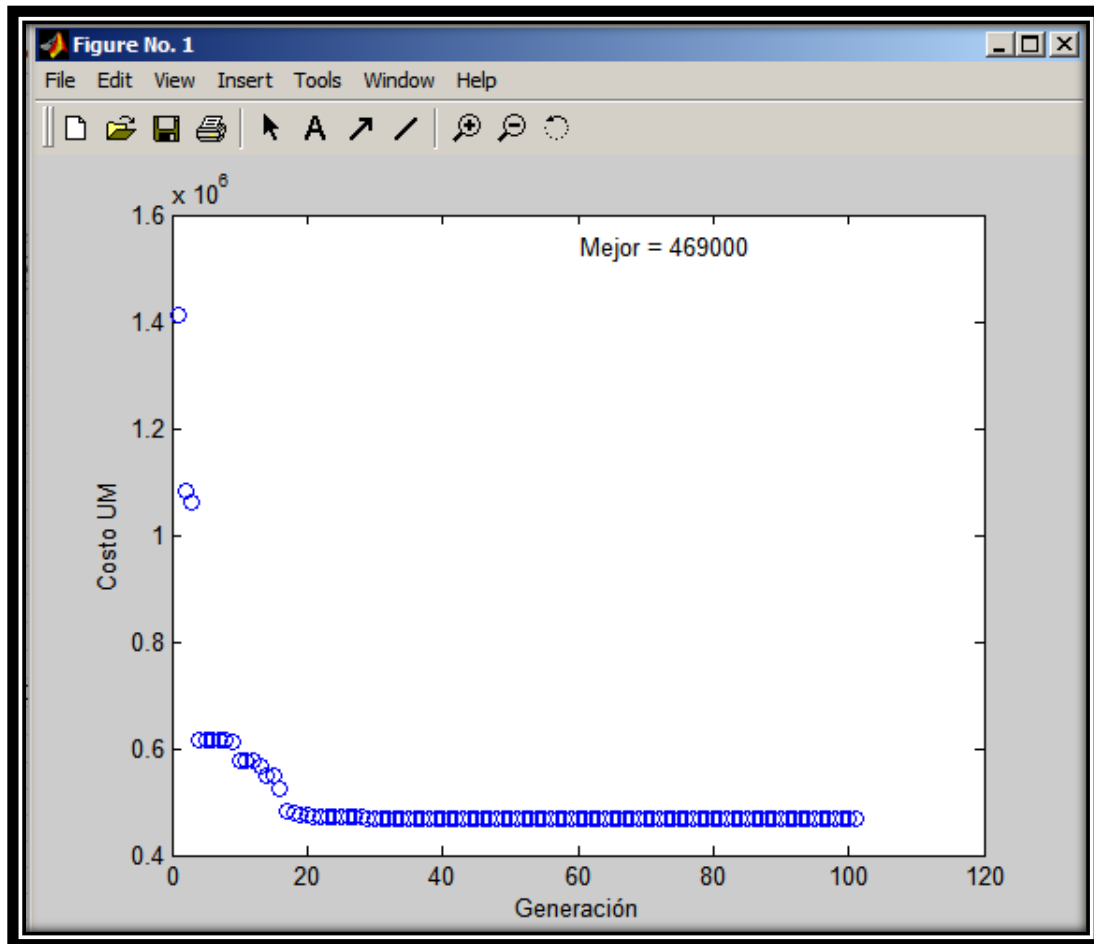 Figure No. 1
File Edit View Insert Tools Window Help
A
x 10^6
Mejor = 469000
1.6
1.4
1.2
1
0.8
0.6
0.4
Costo UM
0 20 40 60 80 100 120
Generación